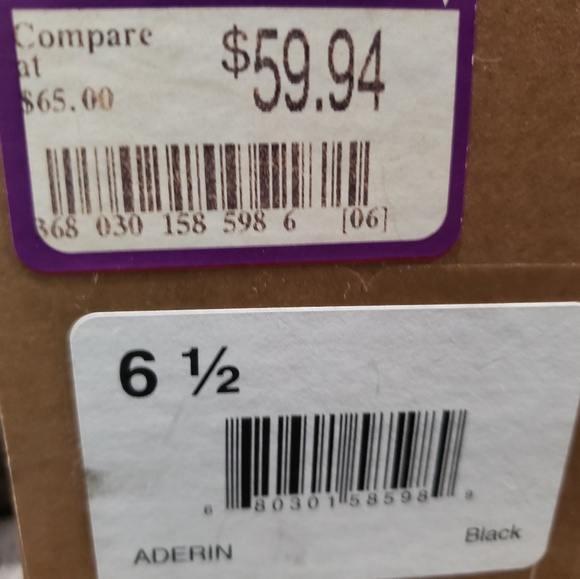 Compare
at
$65.00
$59.94
368 030 158 598 6 [06]
6 ½
6 80301 58598 9
ADERIN
Black